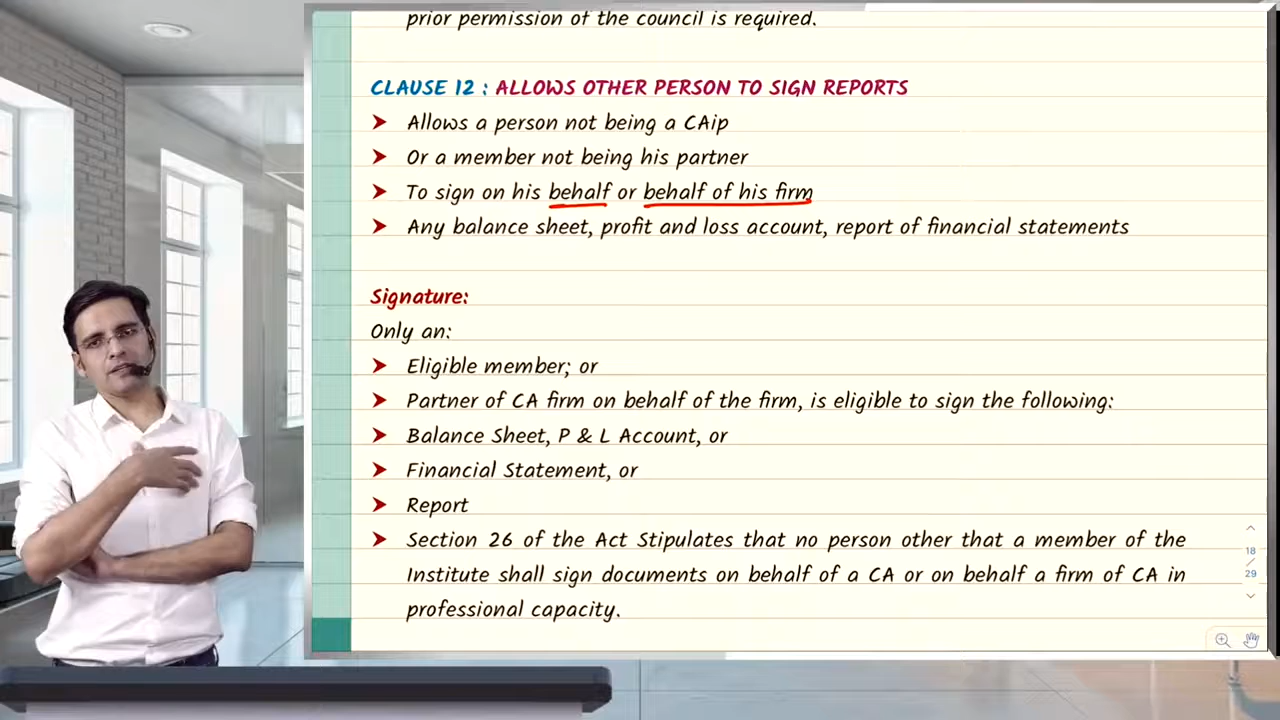 prior permission of the council is required.
CLAUSE 12 : ALLOWS OTHER PERSON TO SIGN REPORTS
➤ Allows a person not being a CAip
➤ Or a member not being his partner
➤ To sign on his behalf or behalf of his firm
➤ Any balance sheet, profit and loss account, report of financial statements
Signature:
Only an:
➤ Eligible member; or
➤ Partner of CA firm on behalf of the firm, is eligible to sign the following:
➤ Balance Sheet, P & L Account, or
➤ Financial Statement, or
➤ Report
➤ Section 26 of the Act Stipulates that no person other that a member of the
Institute shall sign documents on behalf of a CA or on behalf a firm of CA in
professional capacity.
18
/
29